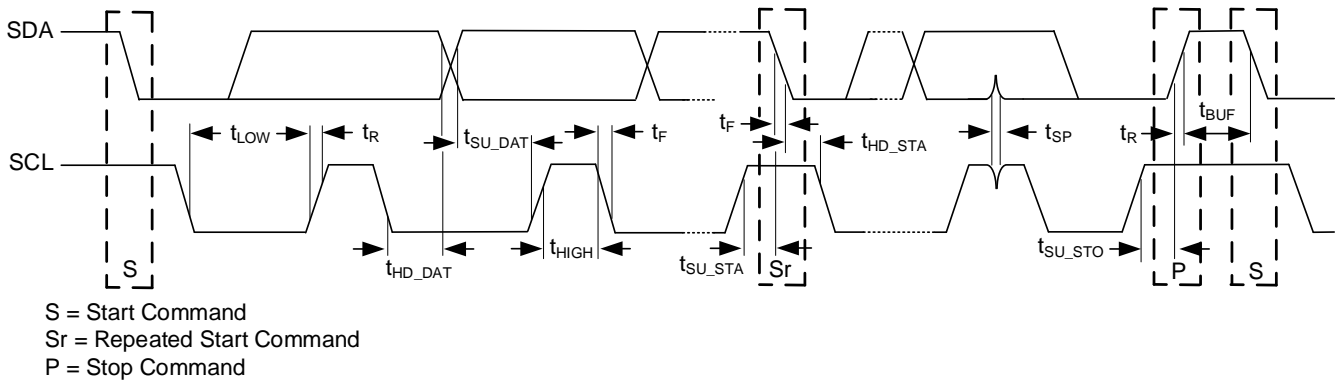 SDA
tLOW
tR
tSU_DAT
tF
tF
tHD_STA
tSP
tR
tBUF
SCL
S
tHD_DAT
tHIGH
tSU_STA
Sr
tSU_STO
P
S
S = Start Command
Sr = Repeated Start Command
P = Stop Command